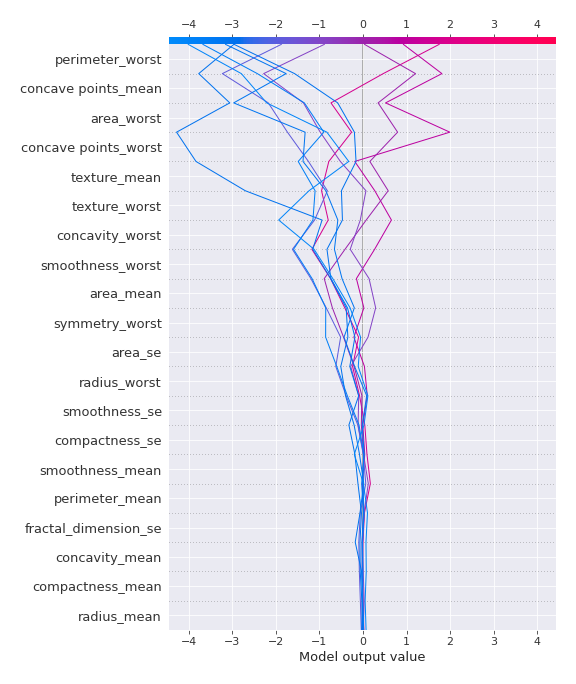 −4 −3 −2 −1 0 1 2 3 4
perimeter_worst
concave points_mean
area_worst
concave points_worst
texture_mean
texture_worst
concavity_worst
smoothness_worst
area_mean
symmetry_worst
area_se
radius_worst
smoothness_se
compactness_se
smoothness_mean
perimeter_mean
fractal_dimension_se
concavity_mean
compactness_mean
radius_mean
−4 −3 −2 −1 0 1 2 3 4
Model output value